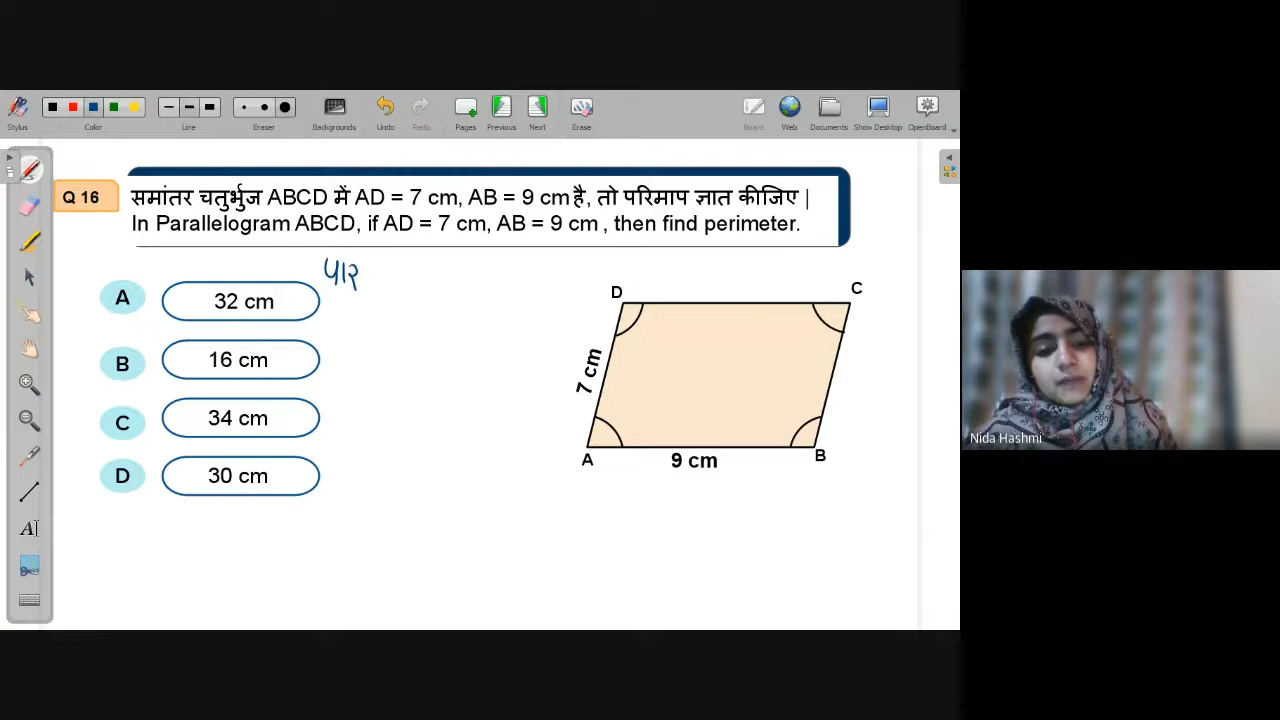 Stylus
Color
Line
Eraser
Backgrounds
Undo
Redo
Pages
Previous
Next
Erase
Board
Web
Documents
Show Desktop
OpenBoard
Q 16
समांतर चतुर्भुज ABCD में AD = 7 cm, AB = 9 cm है, तो परिमाप ज्ञात कीजिए |
In Parallelogram ABCD, if AD = 7 cm, AB = 9 cm , then find perimeter.
A
32 cm
B
16 cm
C
34 cm
D
30 cm
D
C
7 cm
A
9 cm
B
Nida Hashmi